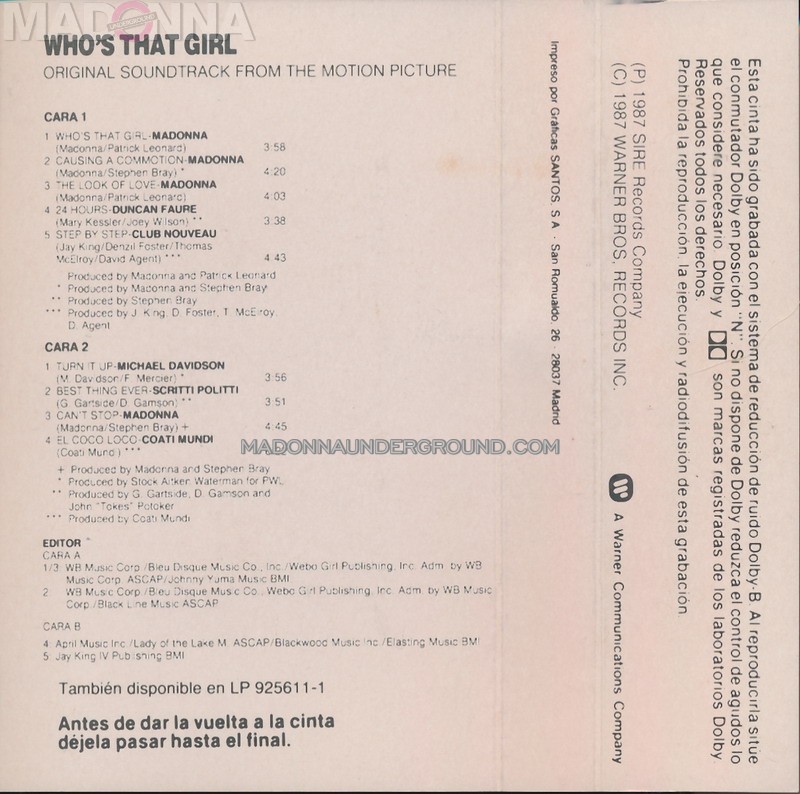 MADONNA
UNDERGROUND
WHO'S THAT GIRL
ORIGINAL SOUNDTRACK FROM THE MOTION PICTURE
CARA 1
1 WHO'S THAT GIRL-MADONNA
(Madonna/Patrick Leonard) 3:58
2 CAUSING A COMMOTION-MADONNA
(Madonna/Stephen Bray) * 4:20
3 THE LOOK OF LOVE-MADONNA
(Madonna/Patrick Leonard) 4:03
4 24 HOURS-DUNCAN FAURE
(Mary Kessler/Joey Wilson) ** 3:38
5 STEP BY STEP-CLUB NOUVEAU
(Jay King/Denzil Foster/Thomas
McElroy/David Agent) *** 4:43
Produced by Madonna and Patrick Leonard
* Produced by Madonna and Stephen Bray
** Produced by Stephen Bray
*** Produced by J. King, D. Foster, T. McElroy,
D. Agent
CARA 2
1 TURN IT UP-MICHAEL DAVIDSON
(M. Davidson/F. Mercier) * 3:56
2 BEST THING EVER-SCRITTI POLITTI
(G. Gartside/D. Gamson) ** 3:51
3 CAN'T STOP-MADONNA
(Madonna/Stephen Bray) + 4:45
4 EL COCO LOCO-COATI MUNDI
(Coati Mundi) ***
MADONNAUNDERGROUND.COM
+ Produced by Madonna and Stephen Bray
* Produced by Stock Aitken Waterman for PWL
** Produced by G. Gartside, D. Gamson and
John "Tokes" Potoker
*** Produced by Coati Mundi
EDITOR
CARA A
1/3: WB Music Corp./Bleu Disque Music Co., Inc./Webo Girl Publishing, Inc. Adm. by WB
Music Corp. ASCAP/Johnny Yuma Music BMI
2 WB Music Corp./Bleu Disque Music Co., Webo Girl Publishing, Inc. Adm. by WB Music
Corp./Black Line Music ASCAP
CARA B
4: April Music Inc./Lady of the Lake M. ASCAP/Blackwood Music Inc./Elasting Music BMI
5: Jay King IV Publishing BMI
También disponible en LP 925611-1
Antes de dar la vuelta a la cinta
déjela pasar hasta el final.
Impreso por Gráficas SANTOS, S A · San Romualdo, 26 · 28037 Madrid
(P) 1987 SIRE Records Company
(C) 1987 WARNER BROS. RECORDS INC.
A Warner Communications Company
Esta cinta ha sido grabada con el sistema de reducción de ruido Dolby-B. Al reproducirla sitúe
el conmutador Dolby en posición "N". Si no dispone de Dolby reduzca el control de agudos lo
que considere necesario. Dolby y son marcas registradas de los laboratorios Dolby.
Reservados todos los derechos.
Prohibida la reproducción, la ejecución y radiodifusión de esta grabación.